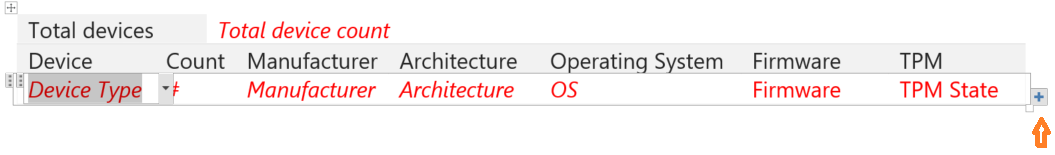 Total devices Total device count
Device Count Manufacturer Architecture Operating System Firmware TPM
Device Type # Manufacturer Architecture OS Firmware TPM State